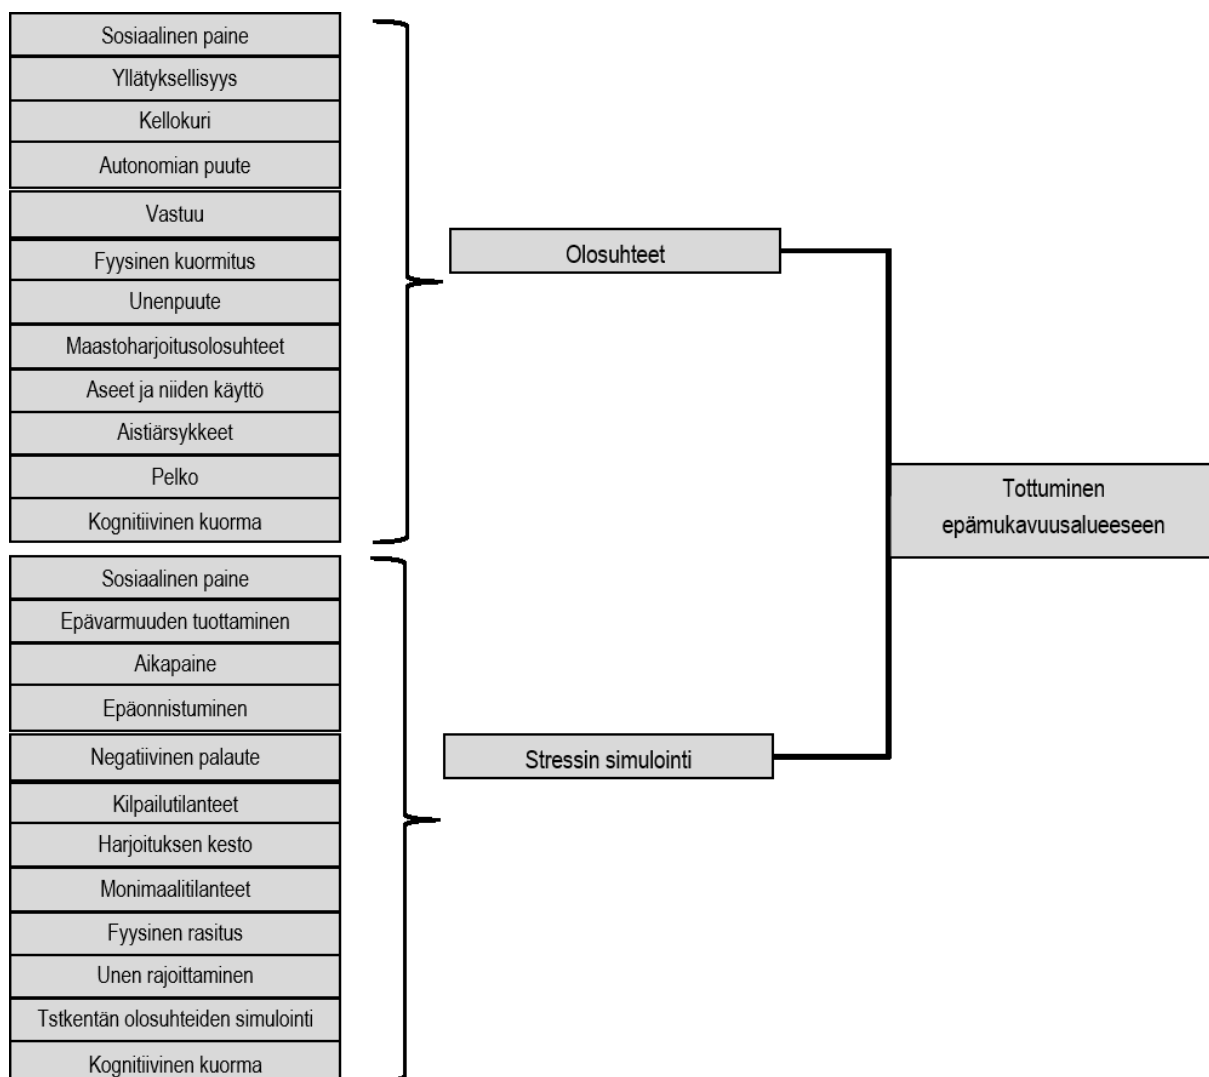 Sosiaalinen paine
Yllätyksellisyys
Kellokuri
Autonomian puute
Vastuu
Fyysinen kuormitus
Unenpuute
Maastoharjoitusolosuhteet
Aseet ja niiden käyttö
Aistiärsykkeet
Pelko
Kognitiivinen kuorma
Olosuhteet
Sosiaalinen paine
Epävarmuuden tuottaminen
Aikapaine
Epäonnistuminen
Negatiivinen palaute
Kilpailutilanteet
Harjoituksen kesto
Monimaalitilanteet
Fyysinen rasitus
Unen rajoittaminen
Tstkentän olosuhteiden simulointi
Kognitiivinen kuorma
Stressin simulointi
Tottuminen
epämukavuusalueeseen